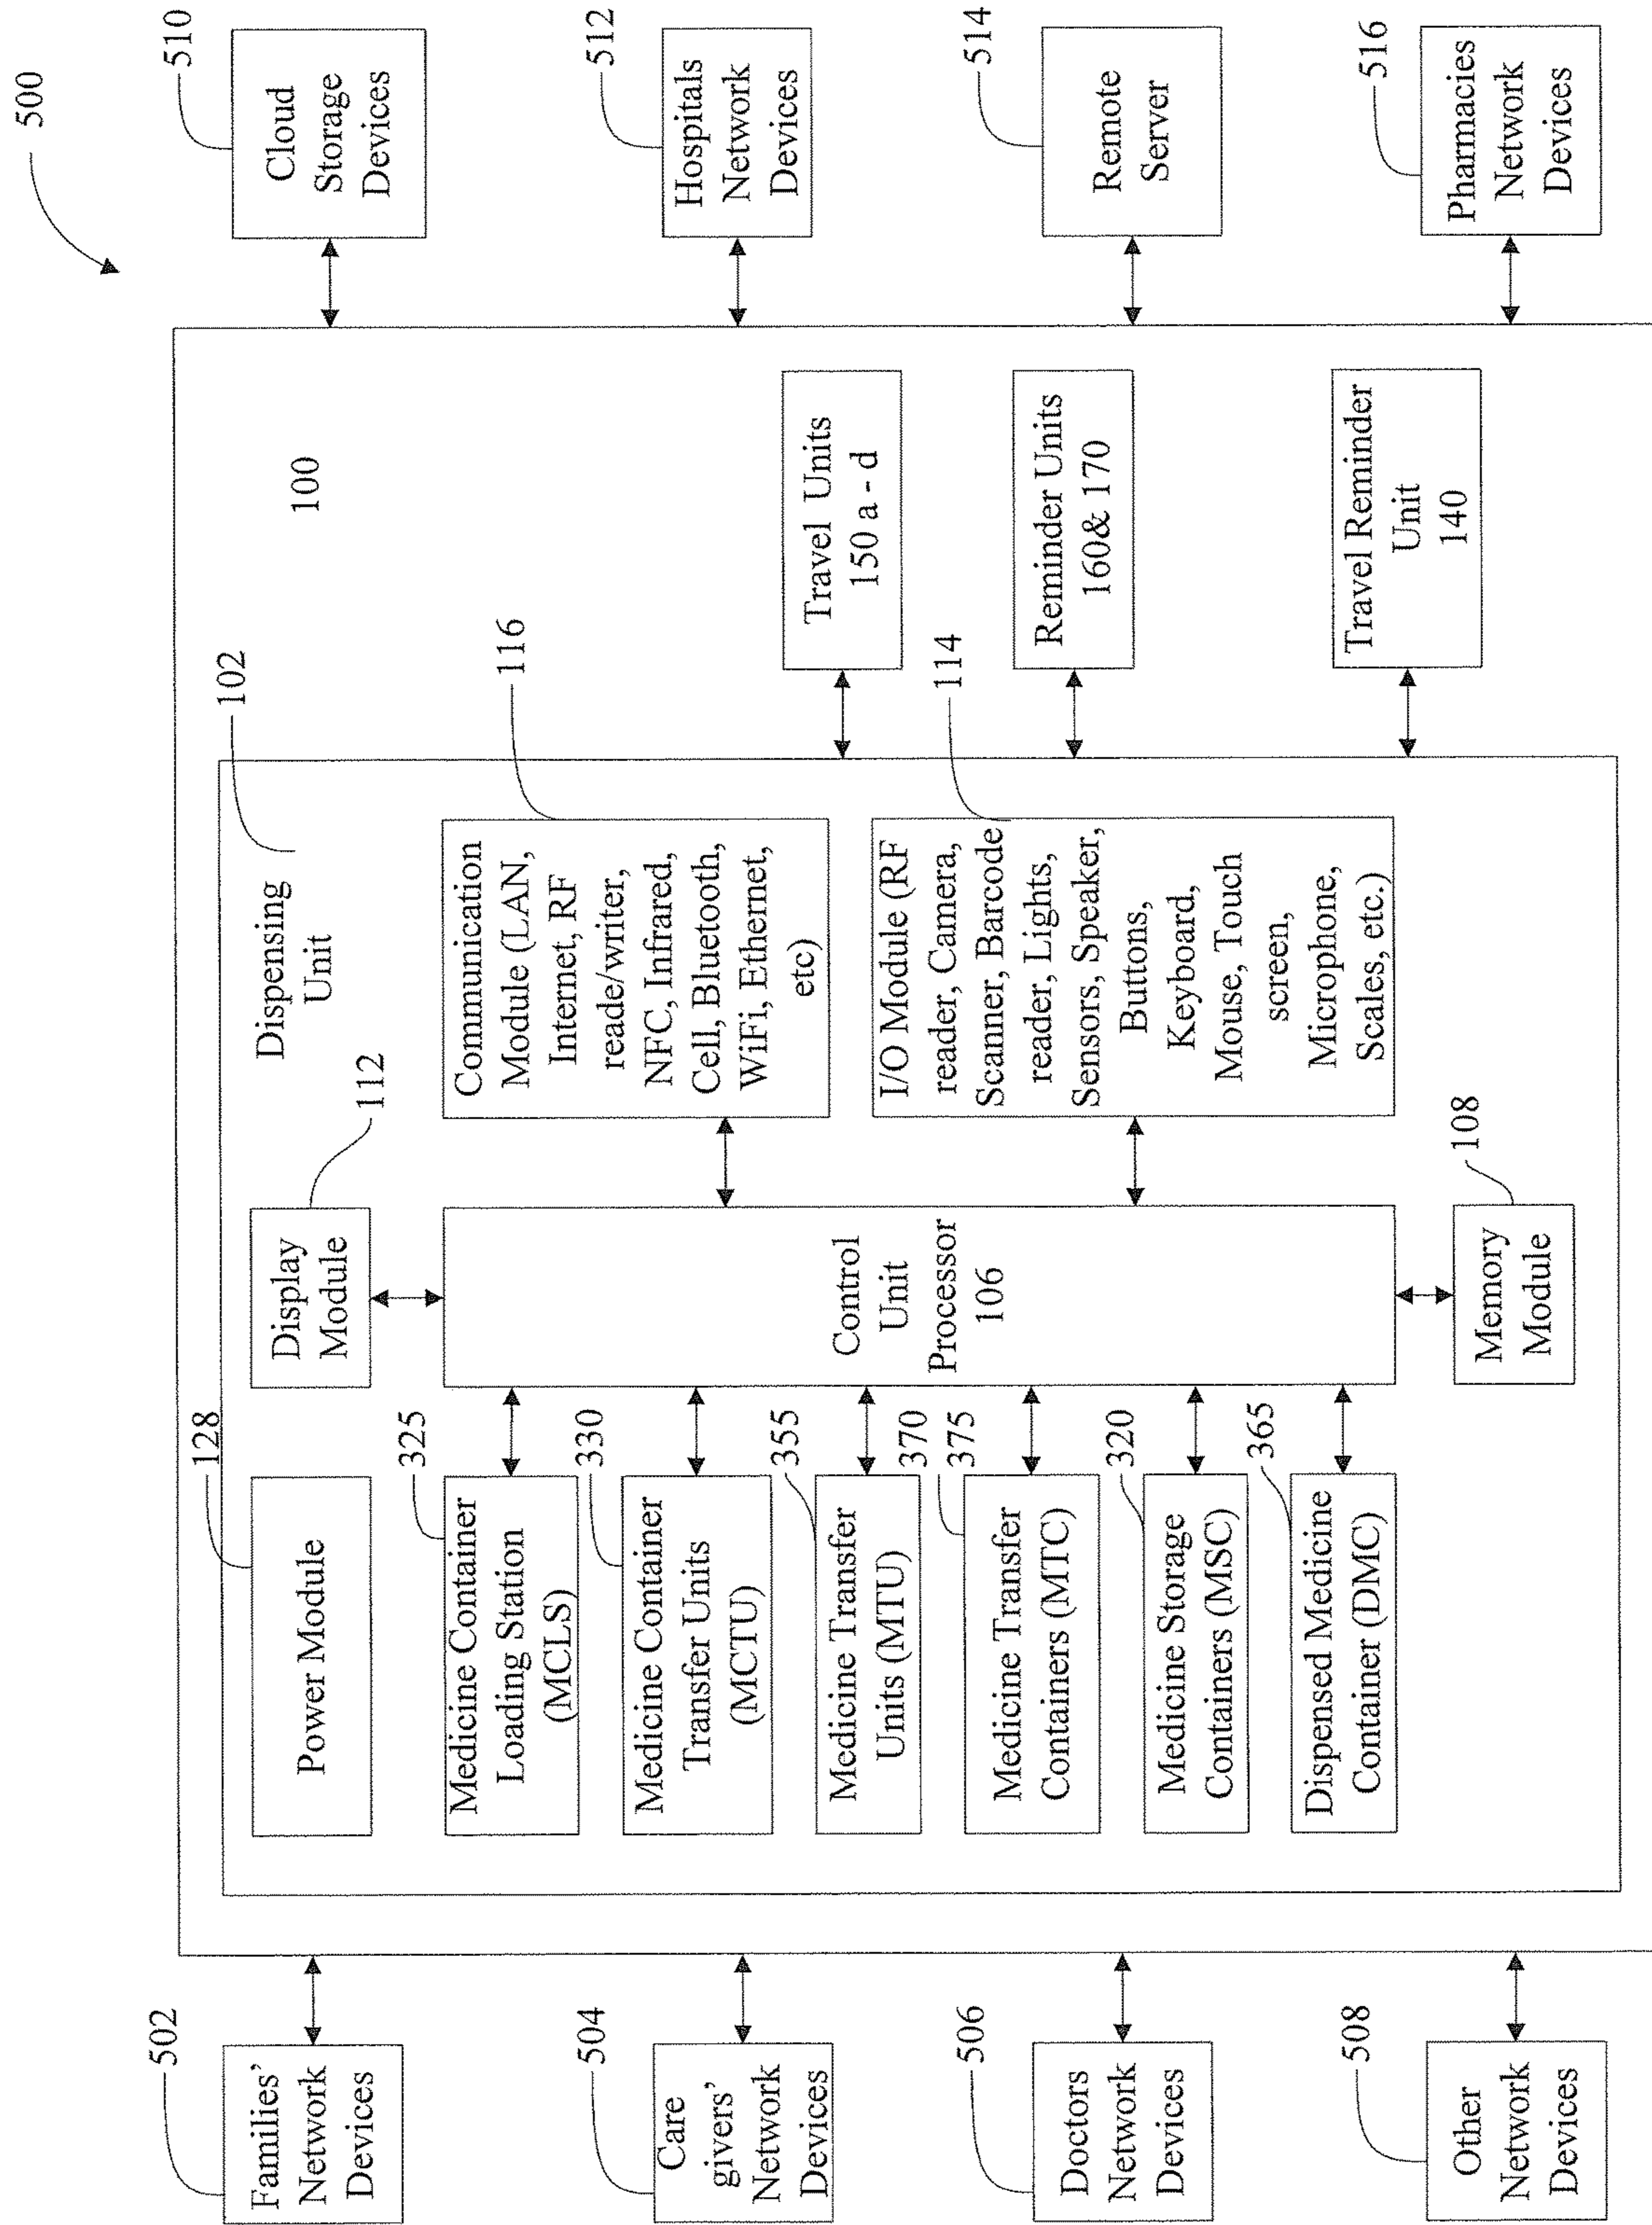 500
502
Families’
Network
Devices
504
Care
givers’
Network
Devices
506
Doctors
Network
Devices
508
Other
Network
Devices
128
Power Module
325
Medicine Container
Loading Station
(MCLS)
330
Medicine Container
Transfer Units
(MCTU)
355
Medicine Transfer
Units (MTU)
370
375
Medicine Transfer
Containers (MTC)
320
Medicine Storage
Containers (MSC)
365
Dispensed Medicine
Container (DMC)
112
Display
Module
Control
Unit
Processor
106
108
Memory
Module
102
Dispensing
Unit
116
Communication
Module (LAN,
Internet, RF
reade/writer,
NFC, Infrared,
Cell, Bluetooth,
WiFi, Ethernet,
etc)
114
I/O Module (RF
reader, Camera,
Scanner, Barcode
reader, Lights,
Sensors, Speaker,
Buttons,
Keyboard,
Mouse, Touch
screen,
Microphone,
Scales, etc.)
100
Travel Units
150 a - d
Reminder Units
160& 170
Travel Reminder
Unit
140
510
Cloud
Storage
Devices
512
Hospitals
Network
Devices
514
Remote
Server
516
Pharmacies
Network
Devices